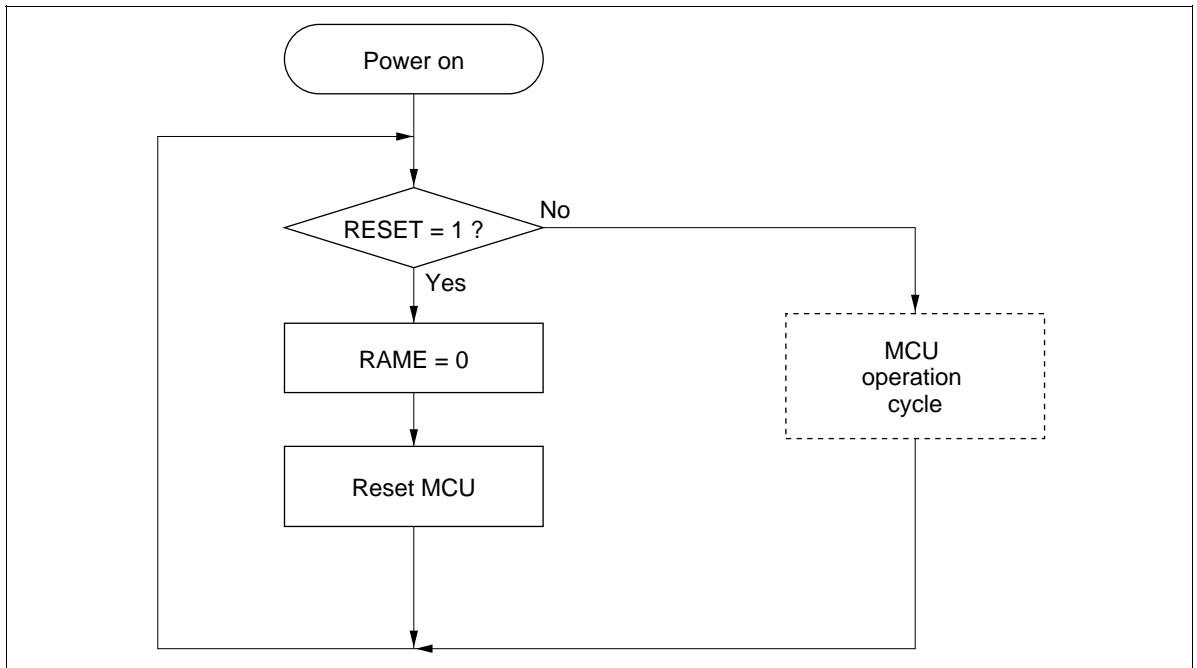 Power on
RESET = 1 ?
No
Yes
RAME = 0
MCU
operation
cycle
Reset MCU